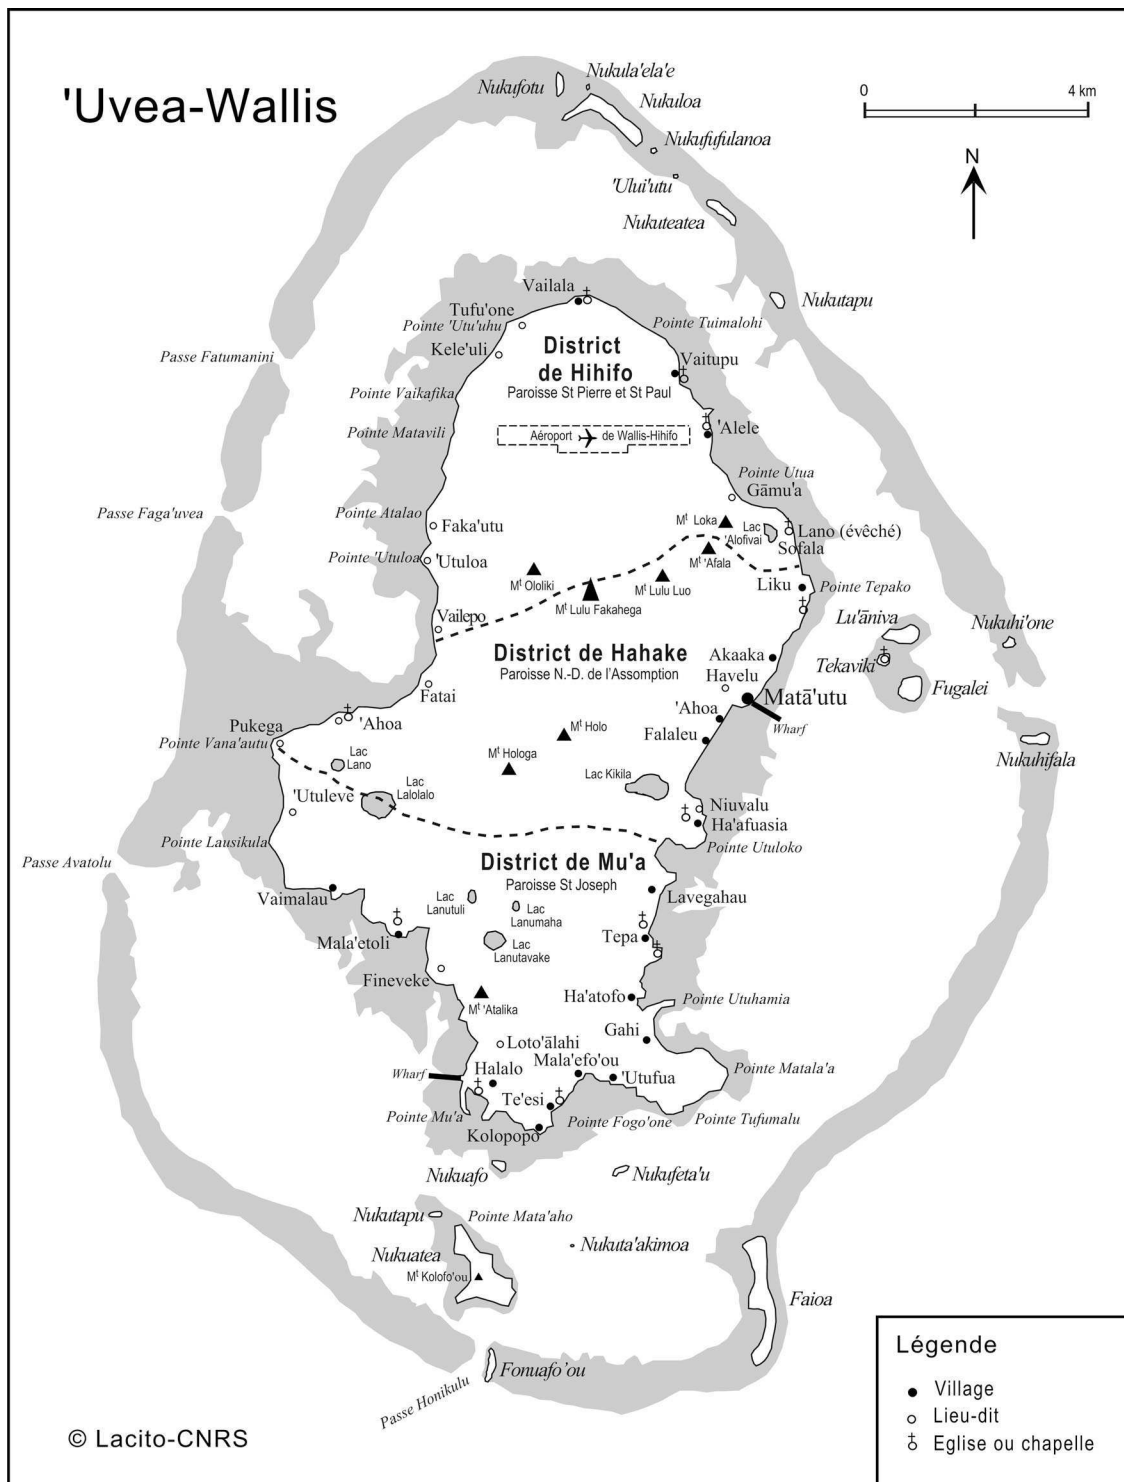 'Uvea-Wallis
0
4 km
N
Nukufotu
Nukula'ela'e
Nukuloa
Nukufufulanoa
'Ului'utu
Nukuteatea
Nukutapu
Vailala
Tufu'one
Pointe 'Utu'uhu
Kele'uli
Pointe Tuimalohi
District
de Hihifo
Paroisse St Pierre et St Paul
Vaitupu
Passe Fatumanini
Pointe Vaikafika
Pointe Matavili
Aéroport
de Wallis-Hihifo
'Alele
Pointe Utua
Gāmu'a
Passe Faga'uvea
Pointe Atalao
Faka'utu
Mt Loka
Lac
'Alofivai
Lano (évêché)
Sofala
Pointe 'Utuloa
'Utuloa
Mt 'Afala
Mt Ololiki
Mt Lulu Fakahega
Mt Lulu Luo
Liku
Pointe Tepako
Vailepo
Lu'āniva
Nukuhi'one
District de Hahake
Paroisse N.-D. de l'Assomption
Akaaka
Havelu
Tekaviki
Fugalei
Fatai
Matā'utu
Wharf
'Ahoa
Pukega
Pointe Vana'autu
'Ahoa
Falaleu
Mt Holo
Mt Hologa
Nukuhifala
Lac
Lano
Lac
Lalolalo
Lac Kikila
'Utuleve
Niuvalu
Ha'afuasia
Pointe Lausikula
Pointe Utuloko
Passe Avatolu
District de Mu'a
Paroisse St Joseph
Vaimalau
Lac
Lanutuli
Lac
Lanumaha
Lavegahau
Mala'etoli
Lac
Lanutavake
Tepa
Fineveke
Mt 'Atalika
Ha'atofo
Pointe Utuhamia
Gahi
Loto'ālahi
Mala'efo'ou
Pointe Matala'a
Wharf
Halalo
'Utufua
Te'esi
Pointe Mu'a
Pointe Fogo'one
Pointe Tufumalu
Kolopopo
Nukuafo
Nukufeta'u
Nukutapu
Pointe Mata'aho
Nukuatea
Nukuta'akimoa
Mt Kolofo'ou
Faioa
Fonuafo'ou
Passe Honikulu
Légende
Village
Lieu-dit
Eglise ou chapelle
© Lacito-CNRS